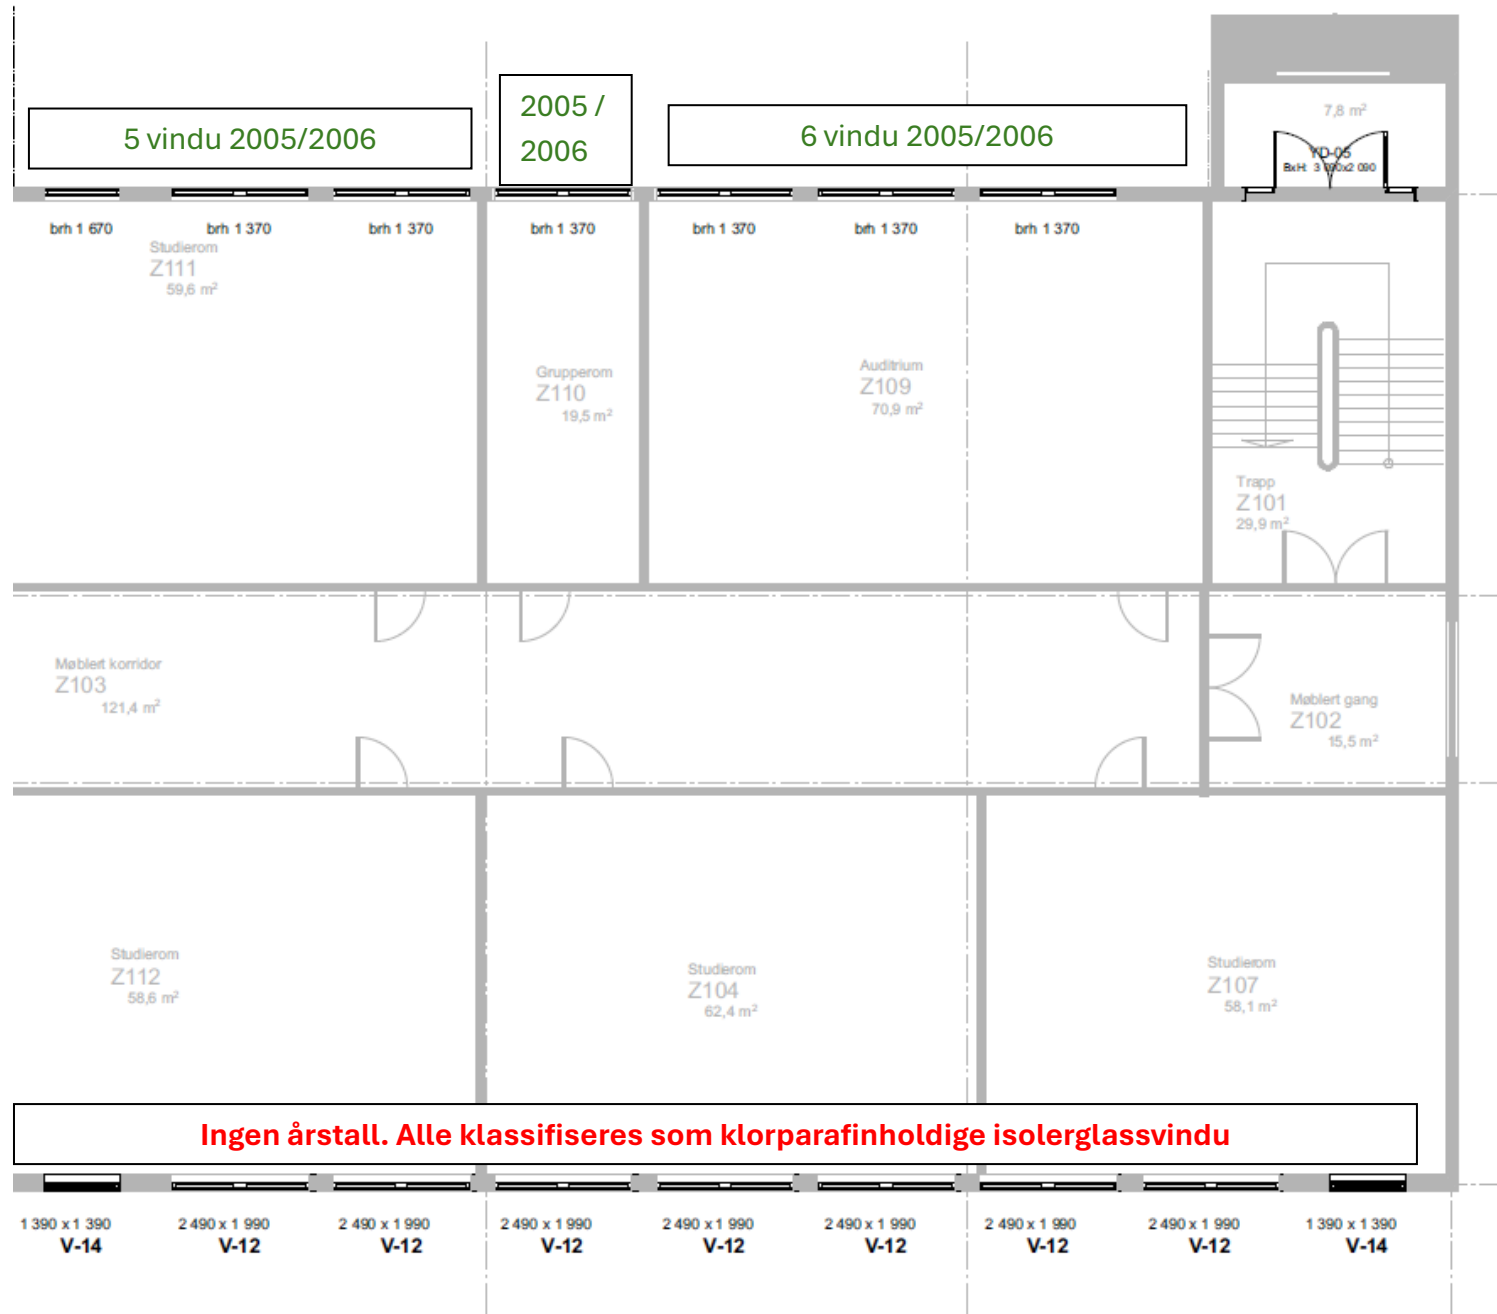 5 vindu 2005/2006
2005 /
2006
6 vindu 2005/2006
7,8 m²
YD-05
BxH: 3 090x2 090
brh 1 670
brh 1 370
brh 1 370
brh 1 370
brh 1 370
brh 1 370
brh 1 370
Studierom
Z111
59,6 m²
Grupperom
Z110
19,5 m²
Auditrium
Z109
70,9 m²
Trapp
Z101
29,9 m²
Møblert korridor
Z103
121,4 m²
Møblert gang
Z102
15,5 m²
Studierom
Z112
58,6 m²
Studierom
Z104
62,4 m²
Studierom
Z107
58,1 m²
Ingen årstall. Alle klassifiseres som klorparafinholdige isolerglassvindu
1 390 x 1 390
V-14
2 490 x 1 990
V-12
2 490 x 1 990
V-12
2 490 x 1 990
V-12
2 490 x 1 990
V-12
2 490 x 1 990
V-12
2 490 x 1 990
V-12
2 490 x 1 990
V-12
1 390 x 1 390
V-14